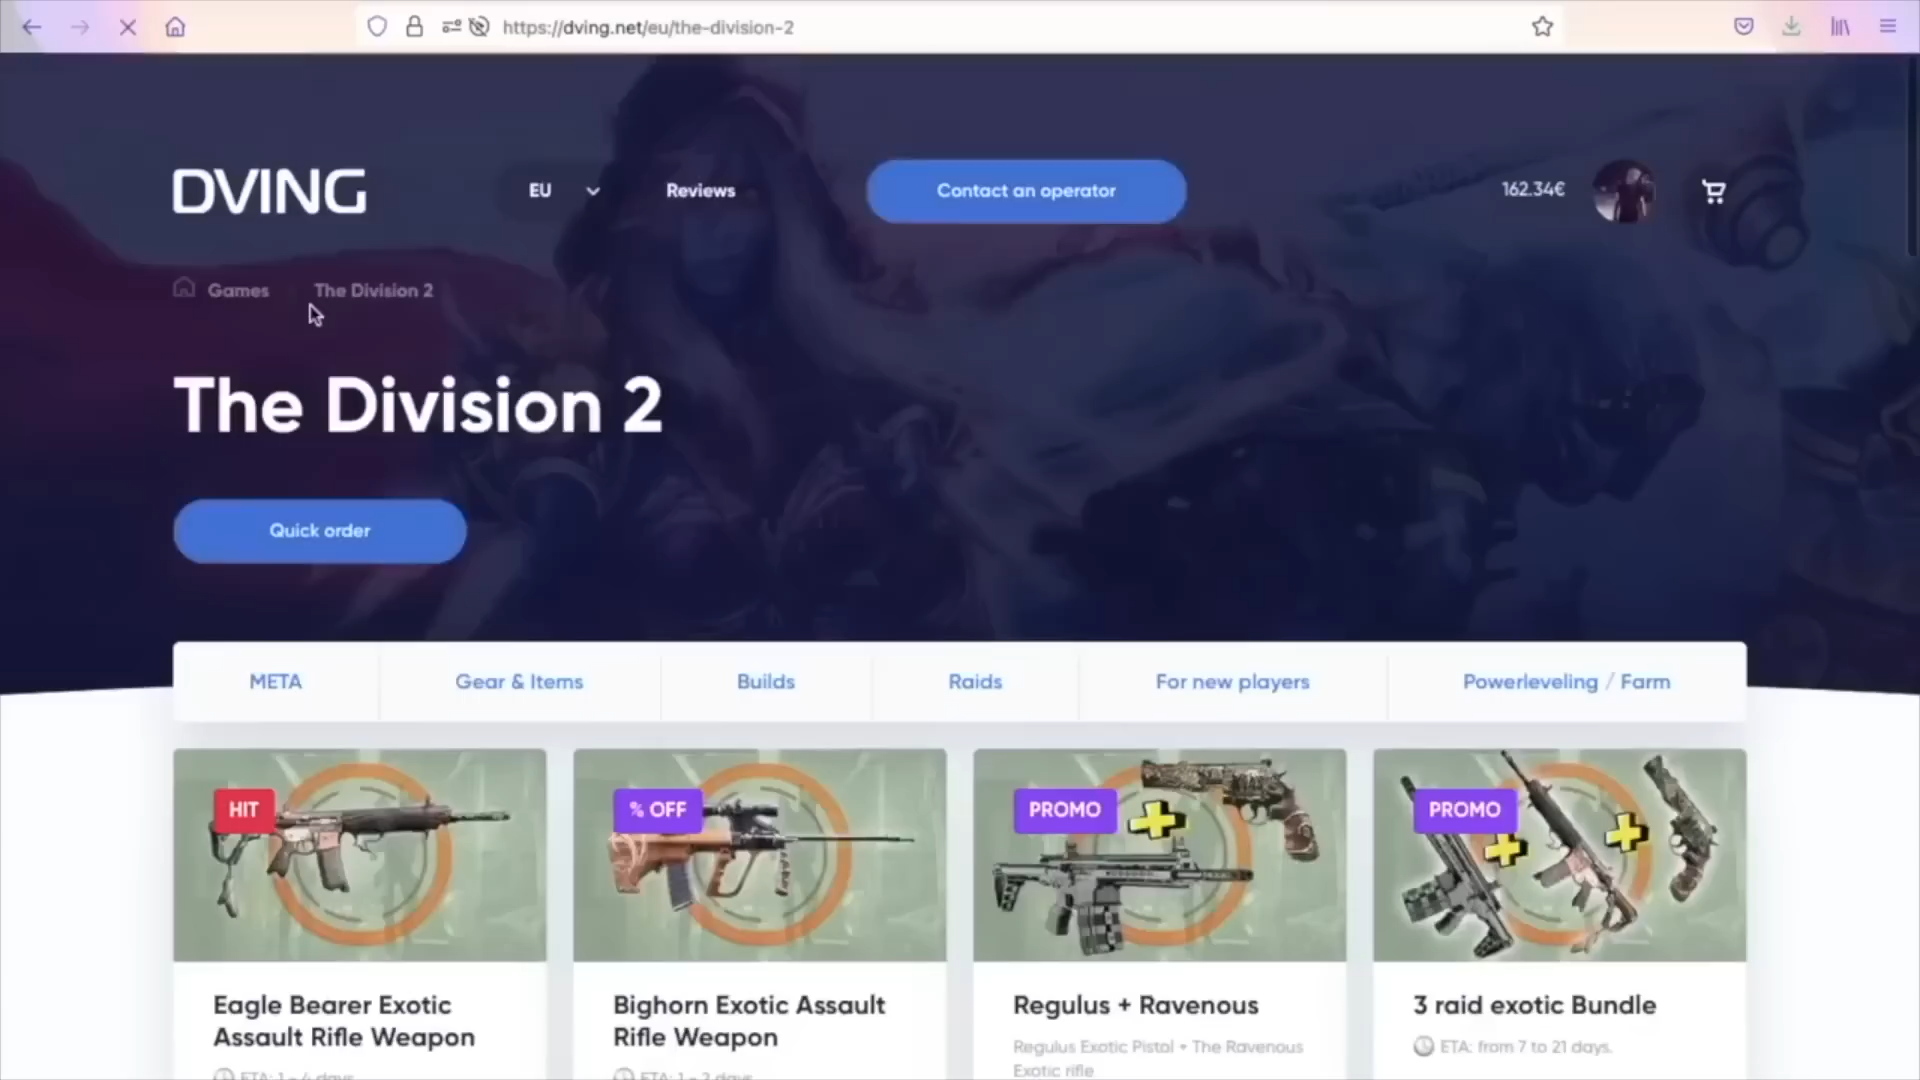 https://dving.net/eu/the-division-2
DVING
EU
Reviews
Contact an operator
162.34€
Games
The Division 2
The Division 2
Quick order
META
Gear & Items
Builds
Raids
For new players
Powerleveling / Farm
HIT
% OFF
PROMO
PROMO
Eagle Bearer Exotic
Assault Rifle Weapon
ETA: 1 - 4 days
Bighorn Exotic Assault
Rifle Weapon
ETA: 1 - 2 days
Regulus + Ravenous
Regulus Exotic Pistol + The Ravenous
Exotic rifle
3 raid exotic Bundle
ETA: from 7 to 21 days.